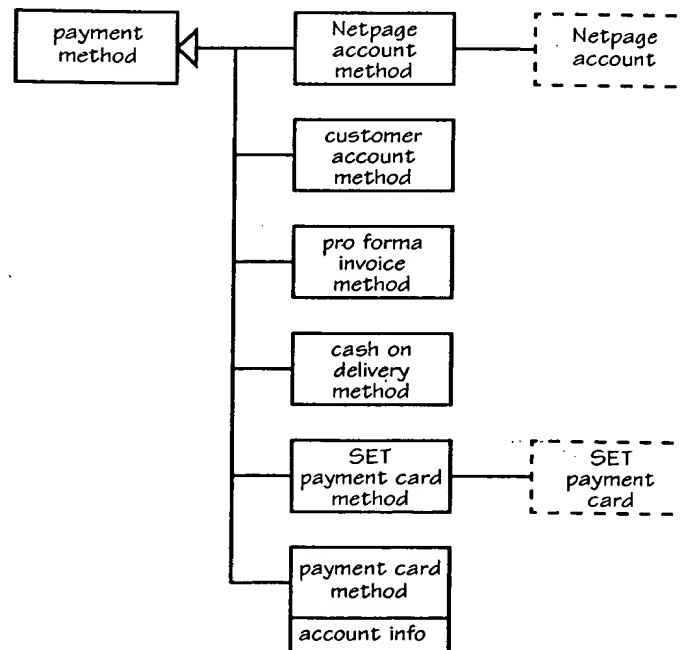 payment
method
Netpage
account
method
Netpage
account
customer
account
method
pro forma
invoice
method
cash on
delivery
method
SET
payment card
method
SET
payment
card
payment card
method
account info